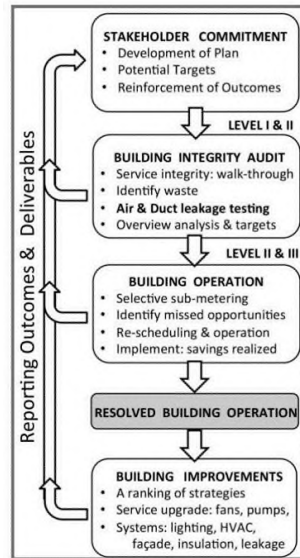 STAKEHOLDER COMMITMENT
• Development of Plan
• Potential Targets
• Reinforcement of Outcomes
LEVEL I & II
BUILDING INTEGRITY AUDIT
• Service integrity: walk-through
• Identify waste
• Air & Duct leakage testing
• Overview analysis & targets
LEVEL II & III
BUILDING OPERATION
• Selective sub-metering
• Identify missed opportunities
• Re-scheduling & operation
• Implement: savings realized
RESOLVED BUILDING OPERATION
BUILDING IMPROVEMENTS
• A ranking of strategies
• Service upgrade: fans, pumps,
• Systems: lighting, HVAC,
façade, insulation, leakage
Reporting Outcomes & Deliverables